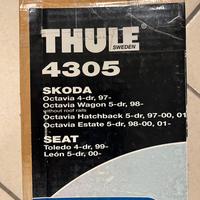 THULE
SWEDEN
4305
SKODA
Octavia 4-dr, 97-
Octavia Wagon 5-dr, 98-
without roof rails
Octavia Hatchback 5-dr, 97-00, 01
Octavia Estate 5-dr, 98-00, 01-
SEAT
Toledo 4-dr, 99-
León 5-dr, 00-